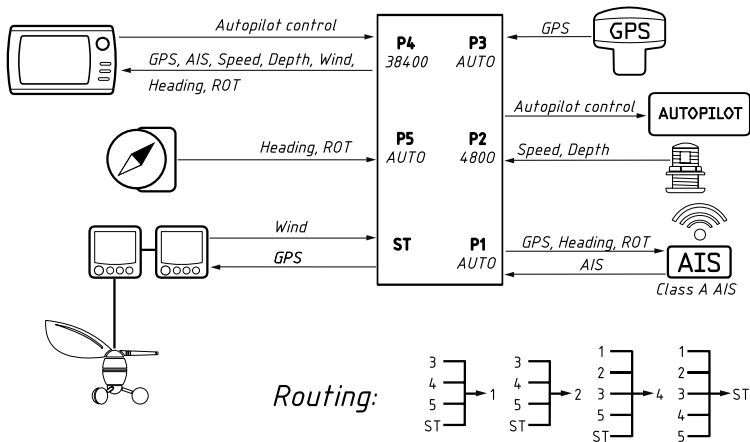 Autopilot control
P4
38400
P3
AUTO
GPS
GPS
GPS, AIS, Speed, Depth, Wind,
Heading, ROT
Autopilot control
AUTOPILOT
Heading, ROT
P5
AUTO
P2
4800
Speed, Depth
Wind
GPS
ST
P1
AUTO
GPS, Heading, ROT
AIS
AIS
Class A AIS
Routing:
3
4
5
ST
1
3
4
5
ST
2
1
2
3
5
ST
4
1
2
3
4
5
ST